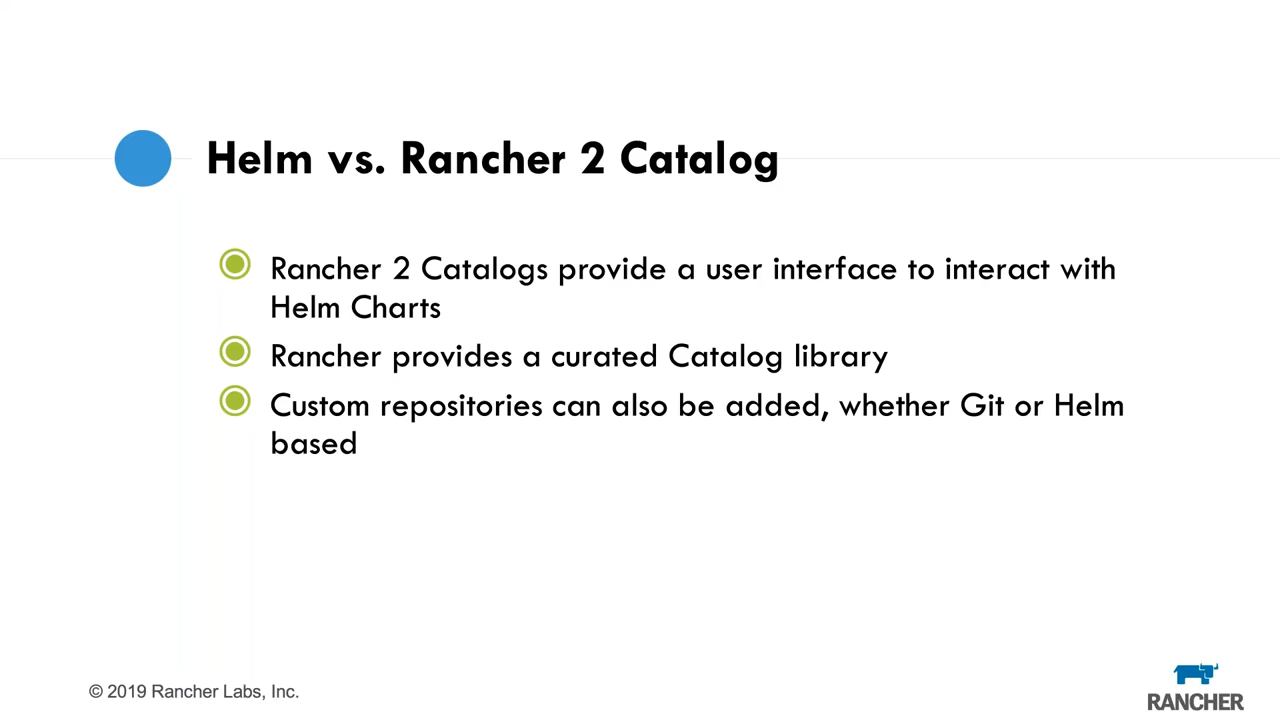 Helm vs. Rancher 2 Catalog
Rancher 2 Catalogs provide a user interface to interact with
Helm Charts
Rancher provides a curated Catalog library
Custom repositories can also be added, whether Git or Helm
based
© 2019 Rancher Labs, Inc.
RANCHER